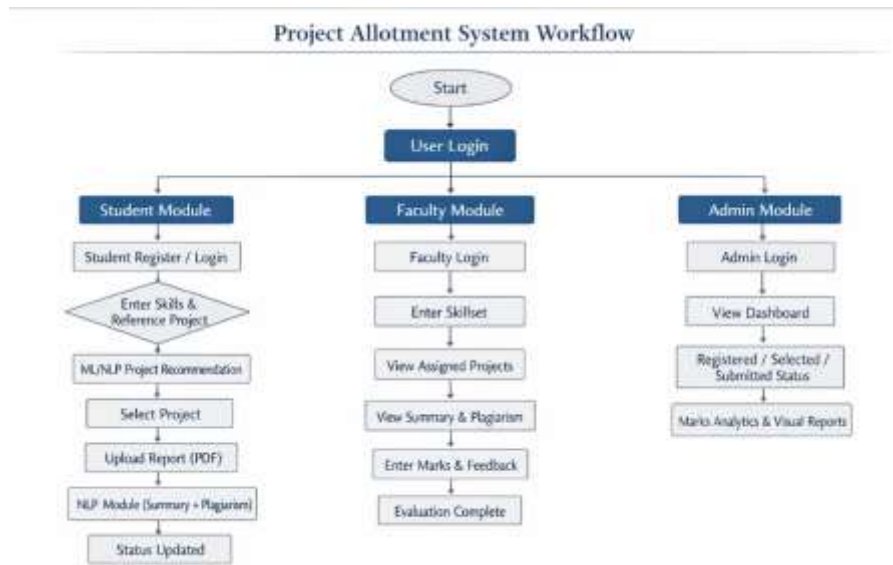 Project Allotment System Workflow
Start
User Login
Student Module
Student Register / Login
Enter Skills &
Reference Project
ML/NLP Project Recommendation
Select Project
Upload Report (PDF)
NLP Module (Summary + Plagiarism)
Status Updated
Faculty Module
Faculty Login
Enter Skillset
View Assigned Projects
View Summary & Plagiarism
Enter Marks & Feedback
Evaluation Complete
Admin Module
Admin Login
View Dashboard
Registered / Selected /
Submitted Status
Marks Analytics & Visual Reports